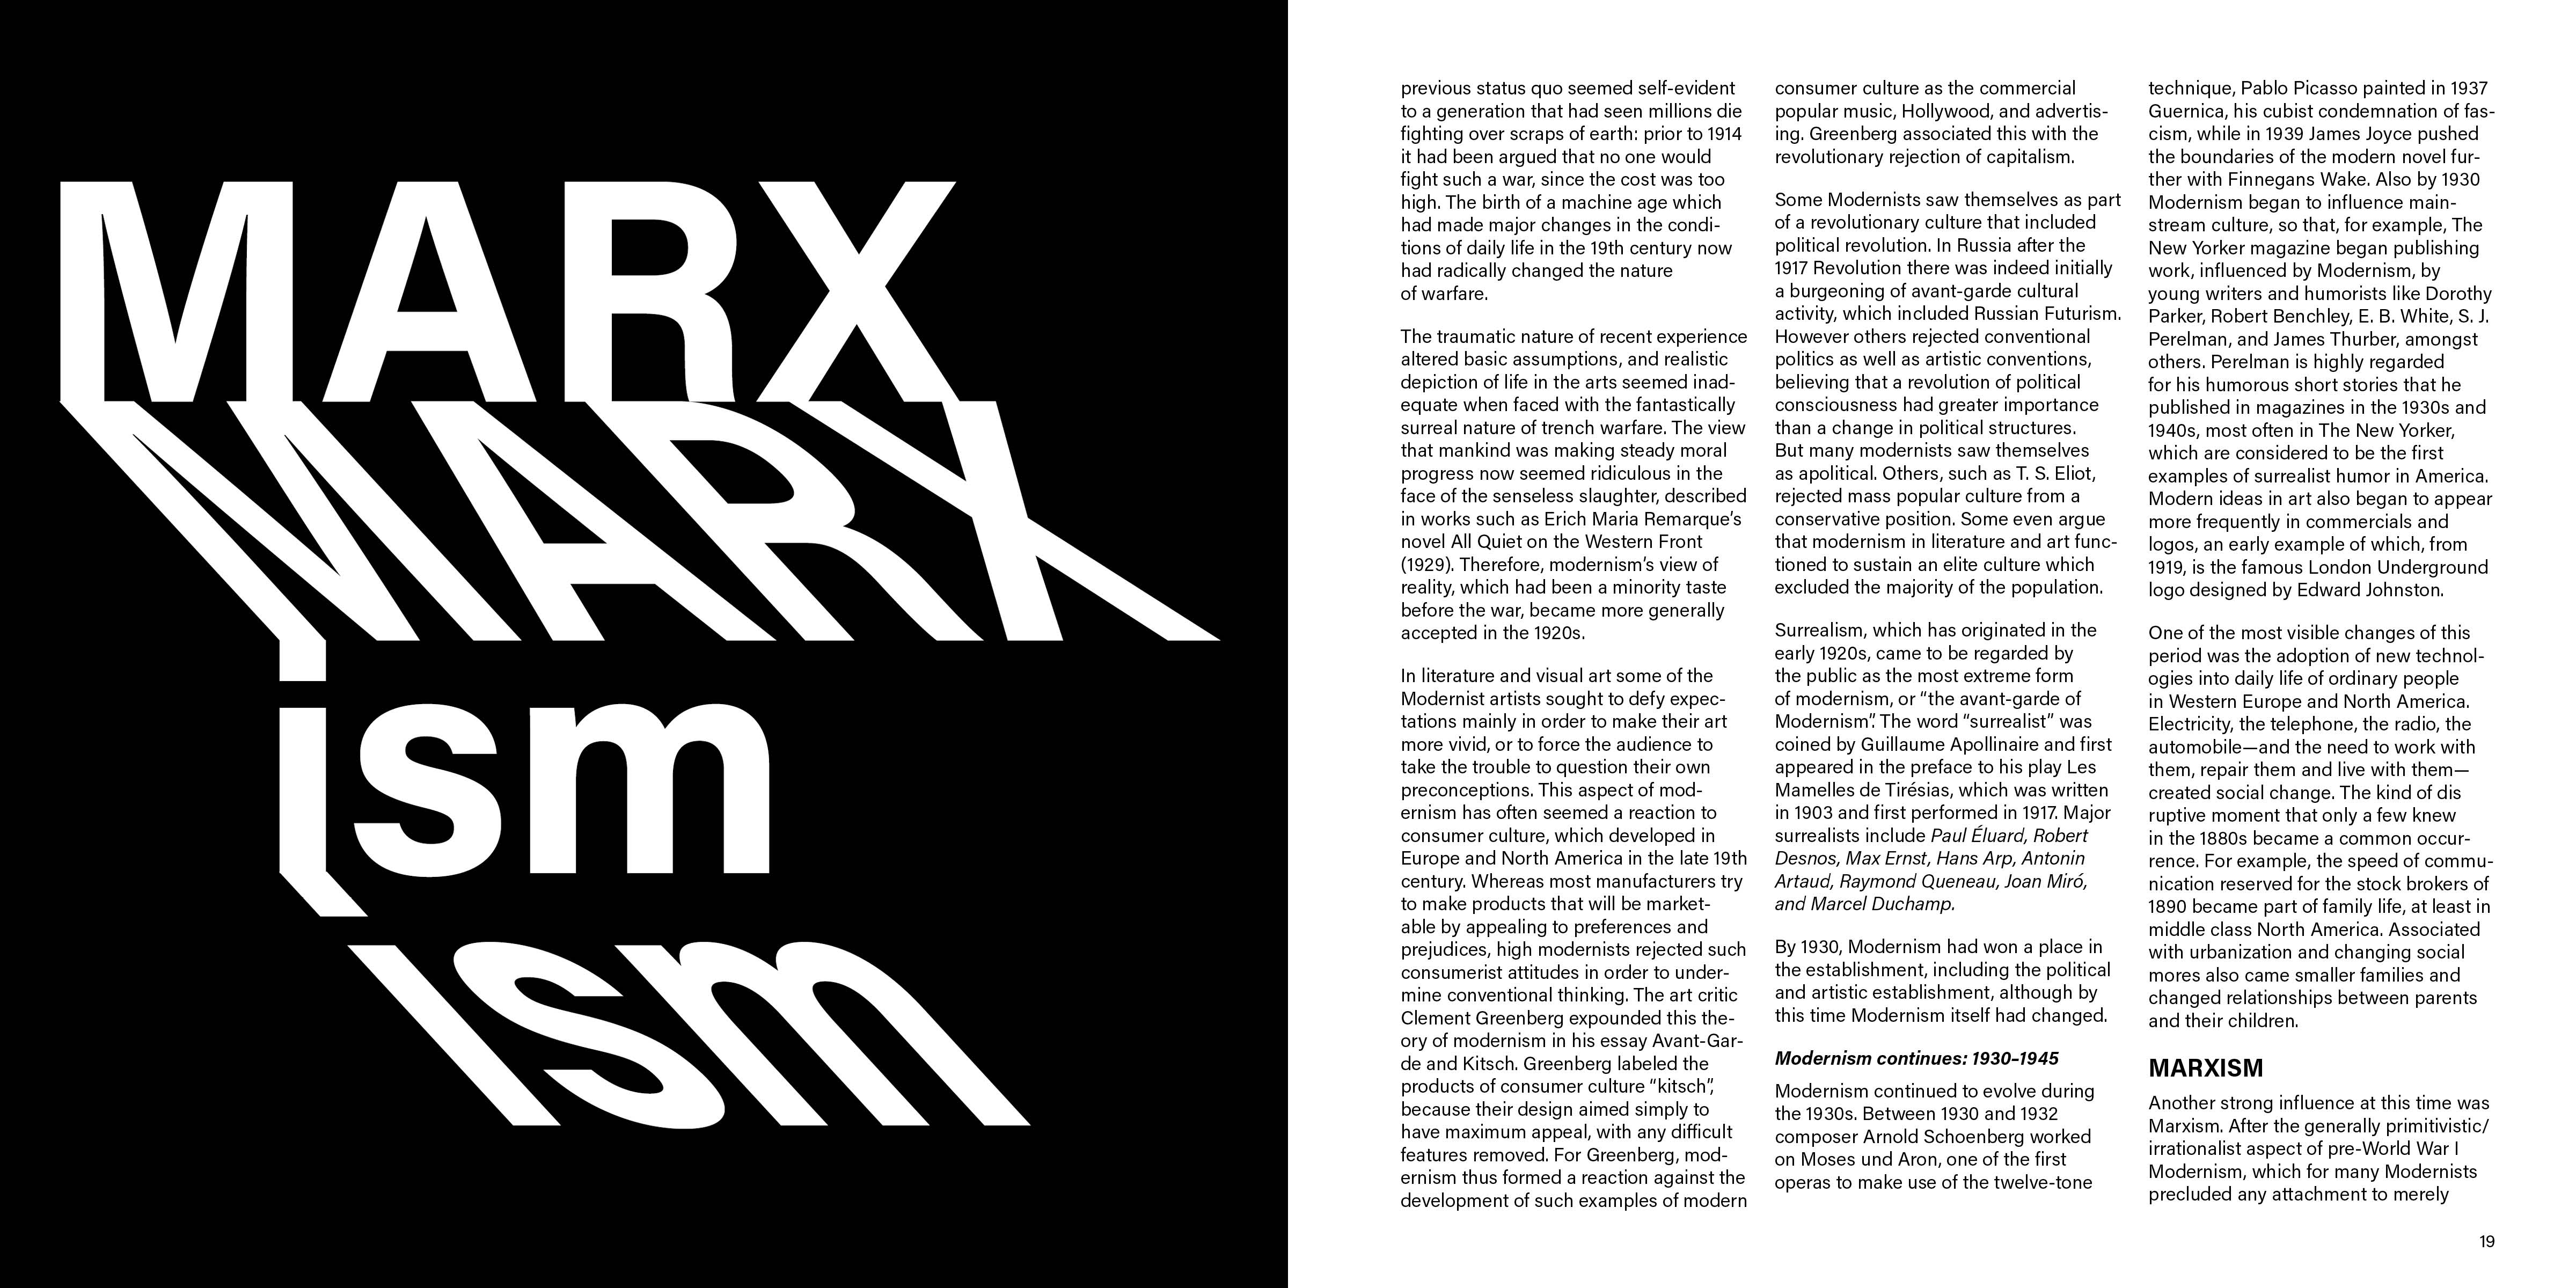 MARX
MARX
ism
ism
previous status quo seemed self-evident
to a generation that had seen millions die
fighting over scraps of earth: prior to 1914
it had been argued that no one would
fight such a war, since the cost was too
high. The birth of a machine age which
had made major changes in the condi-
tions of daily life in the 19th century now
had radically changed the nature
of warfare.
The traumatic nature of recent experience
altered basic assumptions, and realistic
depiction of life in the arts seemed inad-
equate when faced with the fantastically
surreal nature of trench warfare. The view
that mankind was making steady moral
progress now seemed ridiculous in the
face of the senseless slaughter, described
in works such as Erich Maria Remarque's
novel All Quiet on the Western Front
(1929). Therefore, modernism's view of
reality, which had been a minority taste
before the war, became more generally
accepted in the 1920s.
In literature and visual art some of the
Modernist artists sought to defy expec-
tations mainly in order to make their art
more vivid, or to force the audience to
take the trouble to question their own
preconceptions. This aspect of mod-
ernism has often seemed a reaction to
consumer culture, which developed in
Europe and North America in the late 19th
century. Whereas most manufacturers try
to make products that will be market-
able by appealing to preferences and
prejudices, high modernists rejected such
consumerist attitudes in order to under-
mine conventional thinking. The art critic
Clement Greenberg expounded this the-
ory of modernism in his essay Avant-Gar-
de and Kitsch. Greenberg labeled the
products of consumer culture “kitsch”,
because their design aimed simply to
have maximum appeal, with any difficult
features removed. For Greenberg, mod-
ernism thus formed a reaction against the
development of such examples of modern
consumer culture as the commercial
popular music, Hollywood, and advertis-
ing. Greenberg associated this with the
revolutionary rejection of capitalism.
Some Modernists saw themselves as part
of a revolutionary culture that included
political revolution. In Russia after the
1917 Revolution there was indeed initially
a burgeoning of avant-garde cultural
activity, which included Russian Futurism.
However others rejected conventional
politics as well as artistic conventions,
believing that a revolution of political
consciousness had greater importance
than a change in political structures.
But many modernists saw themselves
as apolitical. Others, such as T. S. Eliot,
rejected mass popular culture from a
conservative position. Some even argue
that modernism in literature and art func-
tioned to sustain an elite culture which
excluded the majority of the population.
Surrealism, which has originated in the
early 1920s, came to be regarded by
the public as the most extreme form
of modernism, or “the avant-garde of
Modernism”. The word “surrealist” was
coined by Guillaume Apollinaire and first
appeared in the preface to his play Les
Mamelles de Tirésias, which was written
in 1903 and first performed in 1917. Major
surrealists include Paul Éluard, Robert
Desnos, Max Ernst, Hans Arp, Antonin
Artaud, Raymond Queneau, Joan Miró,
and Marcel Duchamp.
By 1930, Modernism had won a place in
the establishment, including the political
and artistic establishment, although by
this time Modernism itself had changed.
Modernism continues: 1930–1945
Modernism continued to evolve during
the 1930s. Between 1930 and 1932
composer Arnold Schoenberg worked
on Moses und Aron, one of the first
operas to make use of the twelve-tone
technique, Pablo Picasso painted in 1937
Guernica, his cubist condemnation of fas-
cism, while in 1939 James Joyce pushed
the boundaries of the modern novel fur-
ther with Finnegans Wake. Also by 1930
Modernism began to influence main-
stream culture, so that, for example, The
New Yorker magazine began publishing
work, influenced by Modernism, by
young writers and humorists like Dorothy
Parker, Robert Benchley, E. B. White, S. J.
Perelman, and James Thurber, amongst
others. Perelman is highly regarded
for his humorous short stories that he
published in magazines in the 1930s and
1940s, most often in The New Yorker,
which are considered to be the first
examples of surrealist humor in America.
Modern ideas in art also began to appear
more frequently in commercials and
logos, an early example of which, from
1919, is the famous London Underground
logo designed by Edward Johnston.
One of the most visible changes of this
period was the adoption of new technol-
ogies into daily life of ordinary people
in Western Europe and North America.
Electricity, the telephone, the radio, the
automobile—and the need to work with
them, repair them and live with them—
created social change. The kind of dis
ruptive moment that only a few knew
in the 1880s became a common occur-
rence. For example, the speed of commu-
nication reserved for the stock brokers of
1890 became part of family life, at least in
middle class North America. Associated
with urbanization and changing social
mores also came smaller families and
changed relationships between parents
and their children.
MARXISM
Another strong influence at this time was
Marxism. After the generally primitivistic/
irrationalist aspect of pre-World War I
Modernism, which for many Modernists
precluded any attachment to merely
19